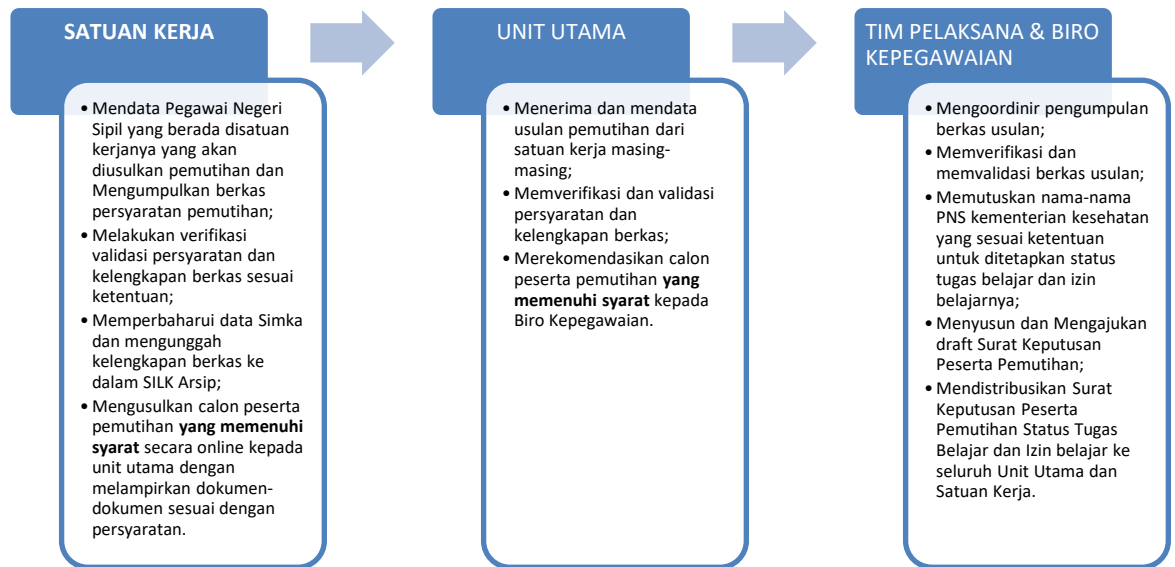 SATUAN KERJA
• Mendata Pegawai Negeri
Sipil yang berada disatuan
kerjanya yang akan
diusulkan pemutihan dan
Mengumpulkan berkas
persyaratan pemutihan;
• Melakukan verifikasi
validasi persyaratan dan
kelengkapan berkas sesuai
ketentuan;
• Memperbaharui data Simka
dan mengunggah
kelengkapan berkas ke
dalam SILK Arsip;
• Mengusulkan calon peserta
pemutihan yang memenuhi
syarat secara online kepada
unit utama dengan
melampirkan dokumen-
dokumen sesuai dengan
persyaratan.
UNIT UTAMA
• Menerima dan mendata
usulan pemutihan dari
satuan kerja masing-
masing;
• Memverifikasi dan validasi
persyaratan dan
kelengkapan berkas;
• Merekomendasikan calon
peserta pemutihan yang
memenuhi syarat kepada
Biro Kepegawaian.
TIM PELAKSANA & BIRO
KEPEGAWAIAN
• Mengoordinir pengumpulan
berkas usulan;
• Memverifikasi dan
memvalidasi berkas usulan;
• Memutuskan nama-nama
PNS kementerian kesehatan
yang sesuai ketentuan
untuk ditetapkan status
tugas belajar dan izin
belajarnya;
• Menyusun dan Mengajukan
draft Surat Keputusan
Peserta Pemutihan;
• Mendistribusikan Surat
Keputusan Peserta
Pemutihan Status Tugas
Belajar dan Izin belajar ke
seluruh Unit Utama dan
Satuan Kerja.